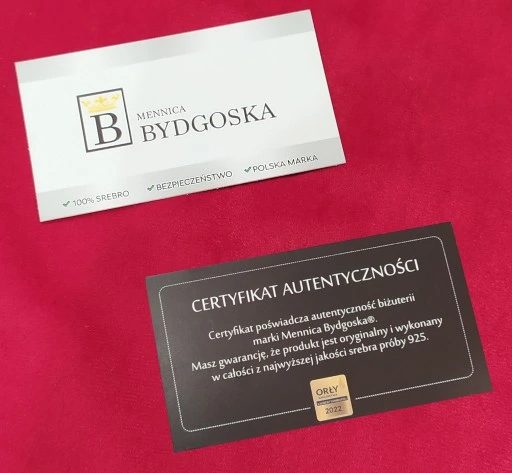 B
MENNICA
BYDGOSKA
100% SREBRO
BEZPIECZEŃSTWO
POLSKA MARKA
CERTYFIKAT AUTENTYCZNOŚCI
Certyfikat poświadcza autentyczność biżuterii
marki Mennica Bydgoska®.
Masz gwarancję, że produkt jest oryginalny i wykonany
w całości z najwyższej jakości srebra próby 925.
ORŁY
2022